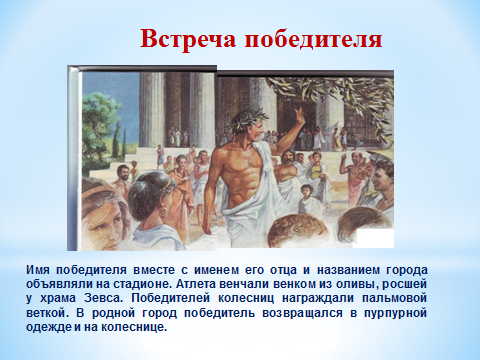 Встреча победителя
Имя победителя вместе с именем его отца и названием города
объявляли на стадионе. Атлета венчали венком из оливы, росшей
у храма Зевса. Победителей колесниц награждали пальмовой
веткой. В родной город победитель возвращался в пурпурной
одежде и на колеснице.